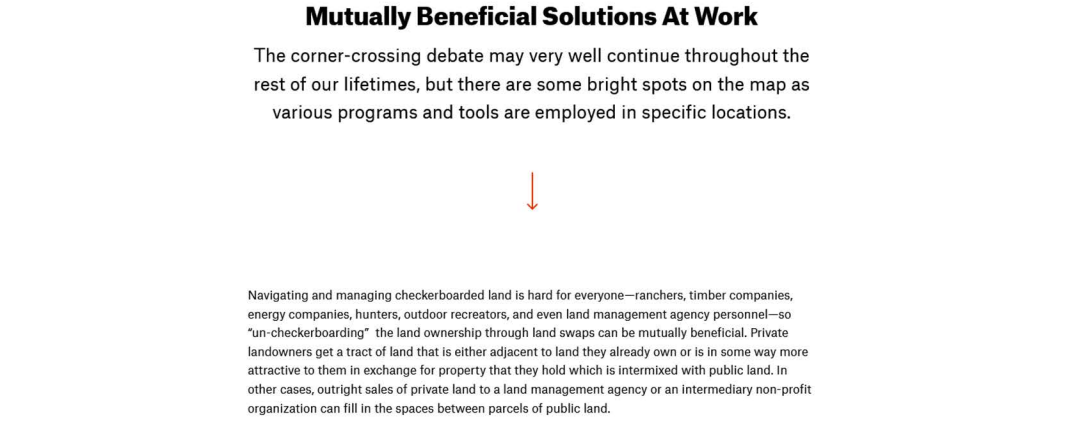 Mutually Beneficial Solutions At Work
The corner-crossing debate may very well continue throughout the
rest of our lifetimes, but there are some bright spots on the map as
various programs and tools are employed in specific locations.
Navigating and managing checkerboarded land is hard for everyone—ranchers, timber companies,
energy companies, hunters, outdoor recreators, and even land management agency personnel—so
“un-checkerboarding”  the land ownership through land swaps can be mutually beneficial. Private
landowners get a tract of land that is either adjacent to land they already own or is in some way more
attractive to them in exchange for property that they hold which is intermixed with public land. In
other cases, outright sales of private land to a land management agency or an intermediary non-profit
organization can fill in the spaces between parcels of public land.